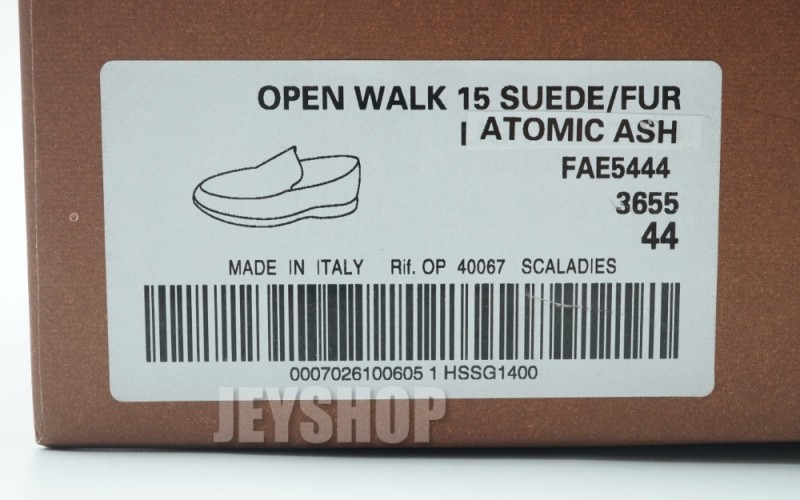 OPEN WALK 15 SUEDE/FUR
| ATOMIC ASH
FAE5444
3655
44
MADE IN ITALY Rif. OP 40067 SCALADIES
0007026100605 1 HSSG1400
JEYSHOP